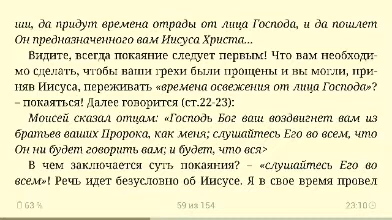 ши, да придут времена отрады от лица Господа, и да пошлет
Он предназначенного вам Иисуса Христа...
Видите, всегда покаяние следует первым! Что вам необходи-
мо сделать, чтобы ваши грехи были прощены и вы могли, при-
няв Иисуса, переживать «времена освежения от лица Господа»?
– покаяться! Далее говорится (ст.22-23):
Моисей сказал отцам: «Господь Бог ваш воздвигнет вам из
братьев ваших Пророка, как меня; слушайтесь Его во всем, что
Он ни будет говорить вам; и будет, что вся>
В чем заключается суть покаяния? – «слушайтесь Его во
всем»! Речь идет безусловно об Иисусе. Я в свое время провел
63 %
59 из 154
23:10